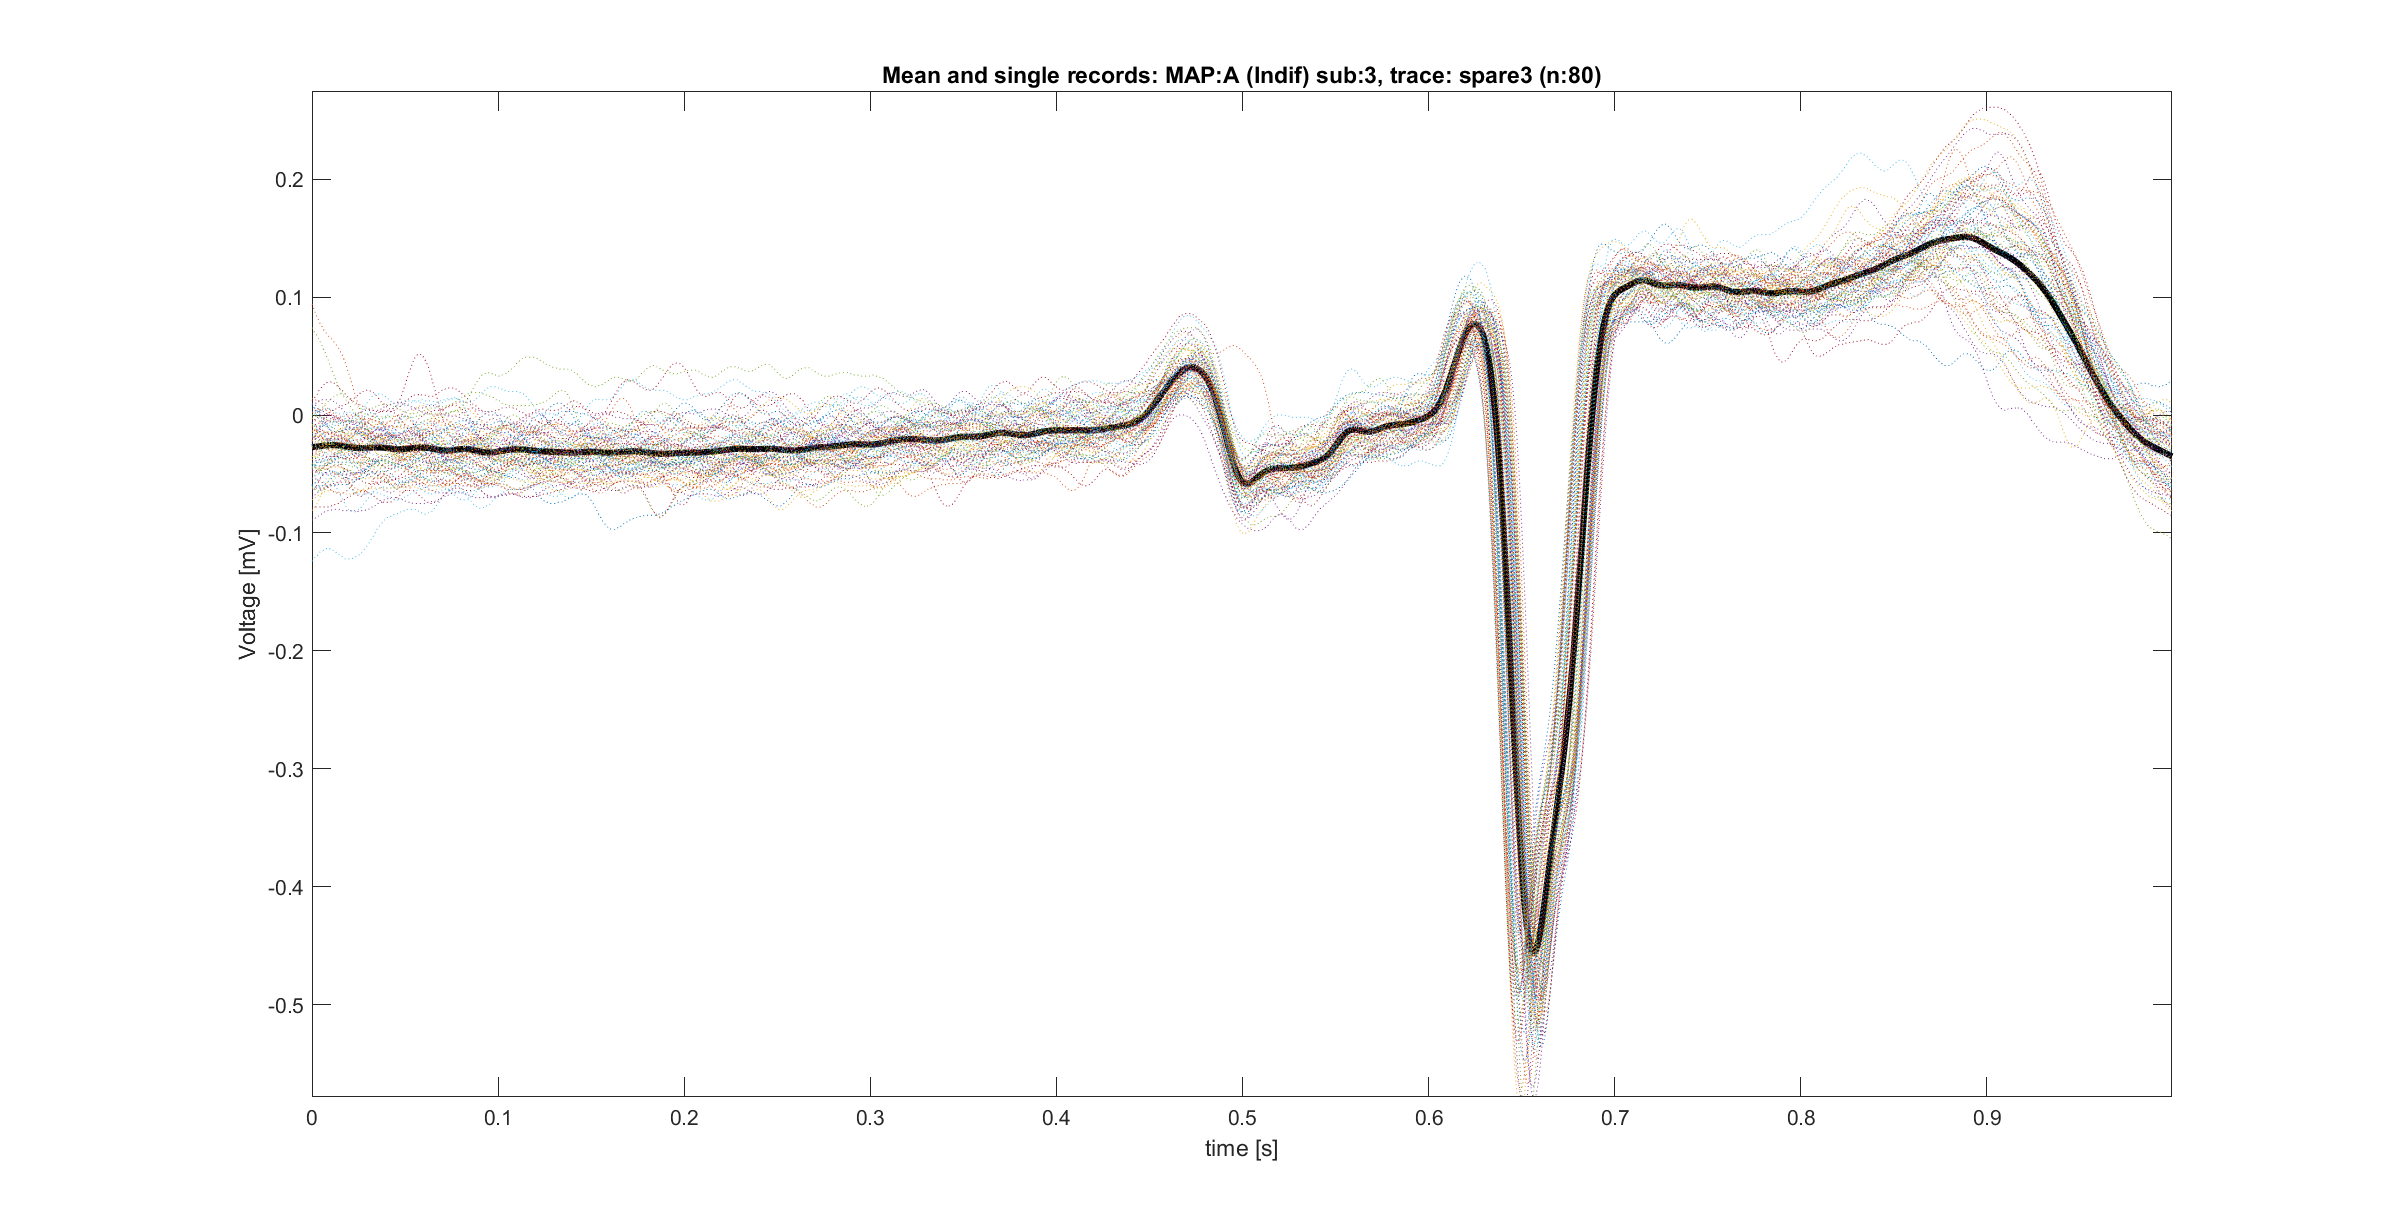 Mean and single records: MAP:A (Indif) sub:3, trace: spare3 (n:80)
0.2
0.1
0
-0.1
-0.2
-0.3
-0.4
-0.5
Voltage [mV]
0 0.1 0.2 0.3 0.4 0.5 0.6 0.7 0.8 0.9
time [s]